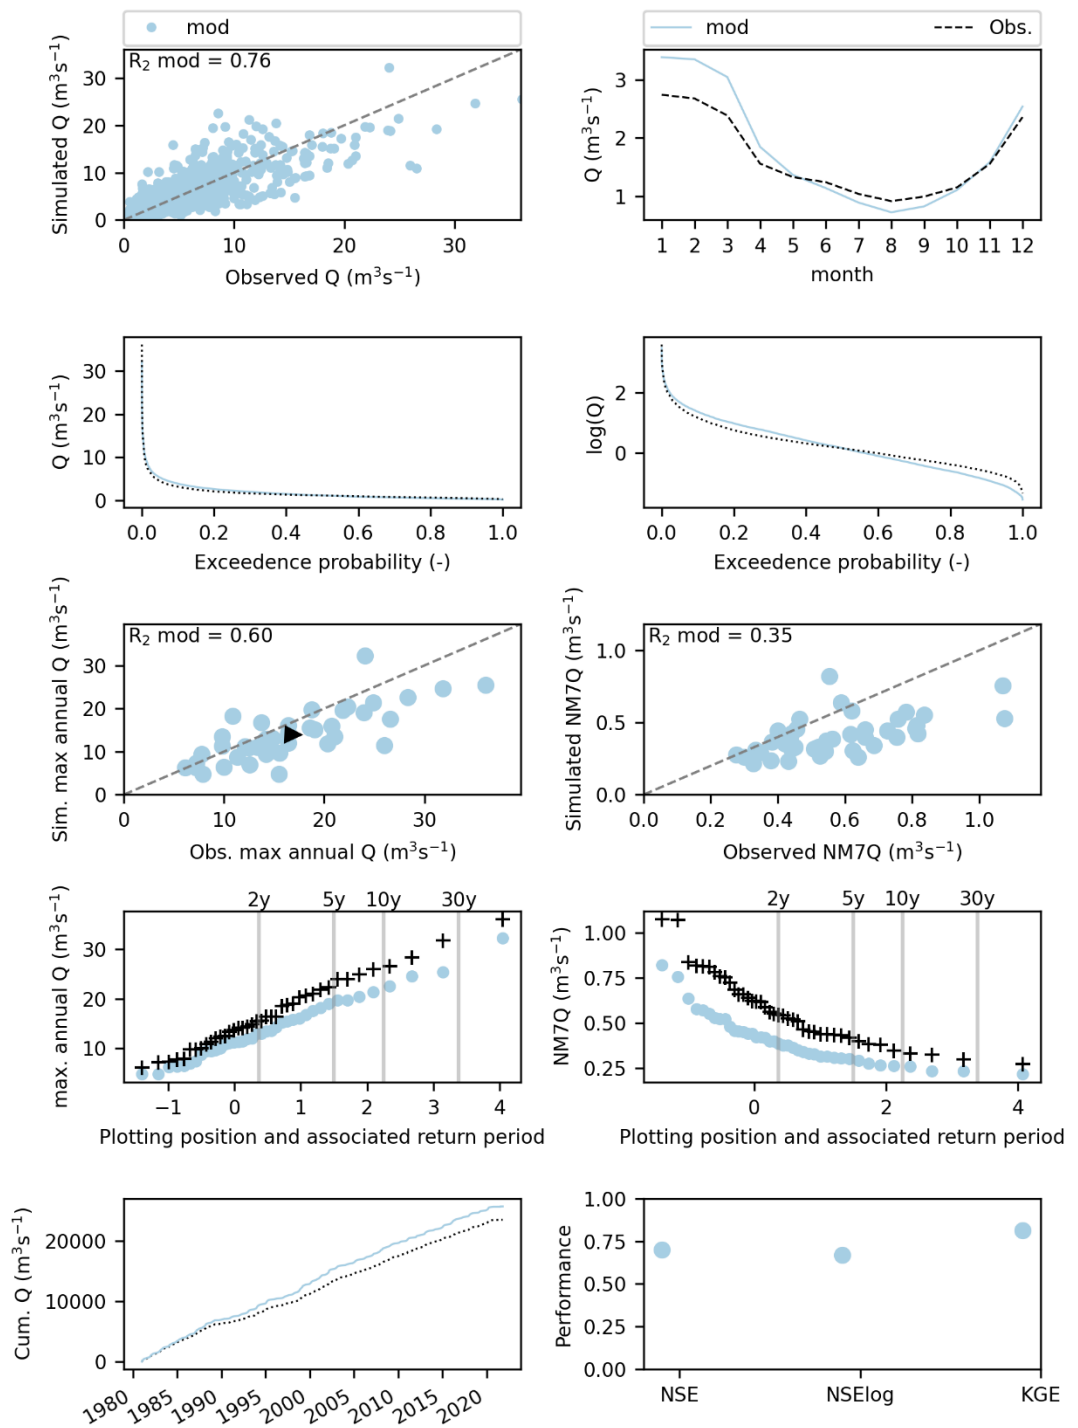 mod
R₂ mod = 0.76
Simulated Q (m³s⁻¹)
30
20
10
0
0 10 20 30
Observed Q (m³s⁻¹)
mod Obs.
Q (m³s⁻¹)
3
2
1
1 2 3 4 5 6 7 8 9 10 11 12
month
Q (m³s⁻¹)
30
20
10
0
0.0 0.2 0.4 0.6 0.8 1.0
Exceedence probability (-)
log(Q)
2
0
0.0 0.2 0.4 0.6 0.8 1.0
Exceedence probability (-)
R₂ mod = 0.60
Sim. max annual Q (m³s⁻¹)
30
20
10
0
0 10 20 30
Obs. max annual Q (m³s⁻¹)
R₂ mod = 0.35
Simulated NM7Q (m³s⁻¹)
1.0
0.5
0.0
0.0 0.2 0.4 0.6 0.8 1.0
Observed NM7Q (m³s⁻¹)
2y 5y 10y 30y
max. annual Q (m³s⁻¹)
30
20
10
−1 0 1 2 3 4
Plotting position and associated return period
2y 5y 10y 30y
NM7Q (m³s⁻¹)
1.00
0.75
0.50
0.25
0 2 4
Plotting position and associated return period
Cum. Q (m³s⁻¹)
20000
10000
0
1980 1985 1990 1995 2000 2005 2010 2015 2020
Performance
1.00
0.75
0.50
0.25
0.00
NSE NSElog KGE